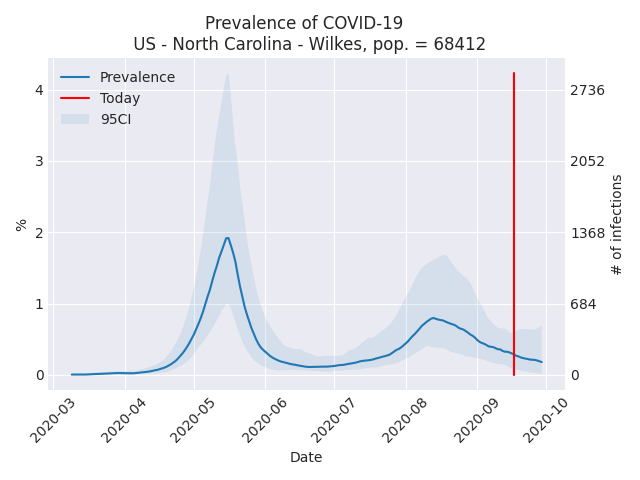 Prevalence of COVID-19
US - North Carolina - Wilkes, pop. = 68412
Prevalence
Today
95CI
4
3
2
1
0
%
2736
2052
1368
684
0
# of infections
2020-03
2020-04
2020-05
2020-06
2020-07
2020-08
2020-09
2020-10
Date